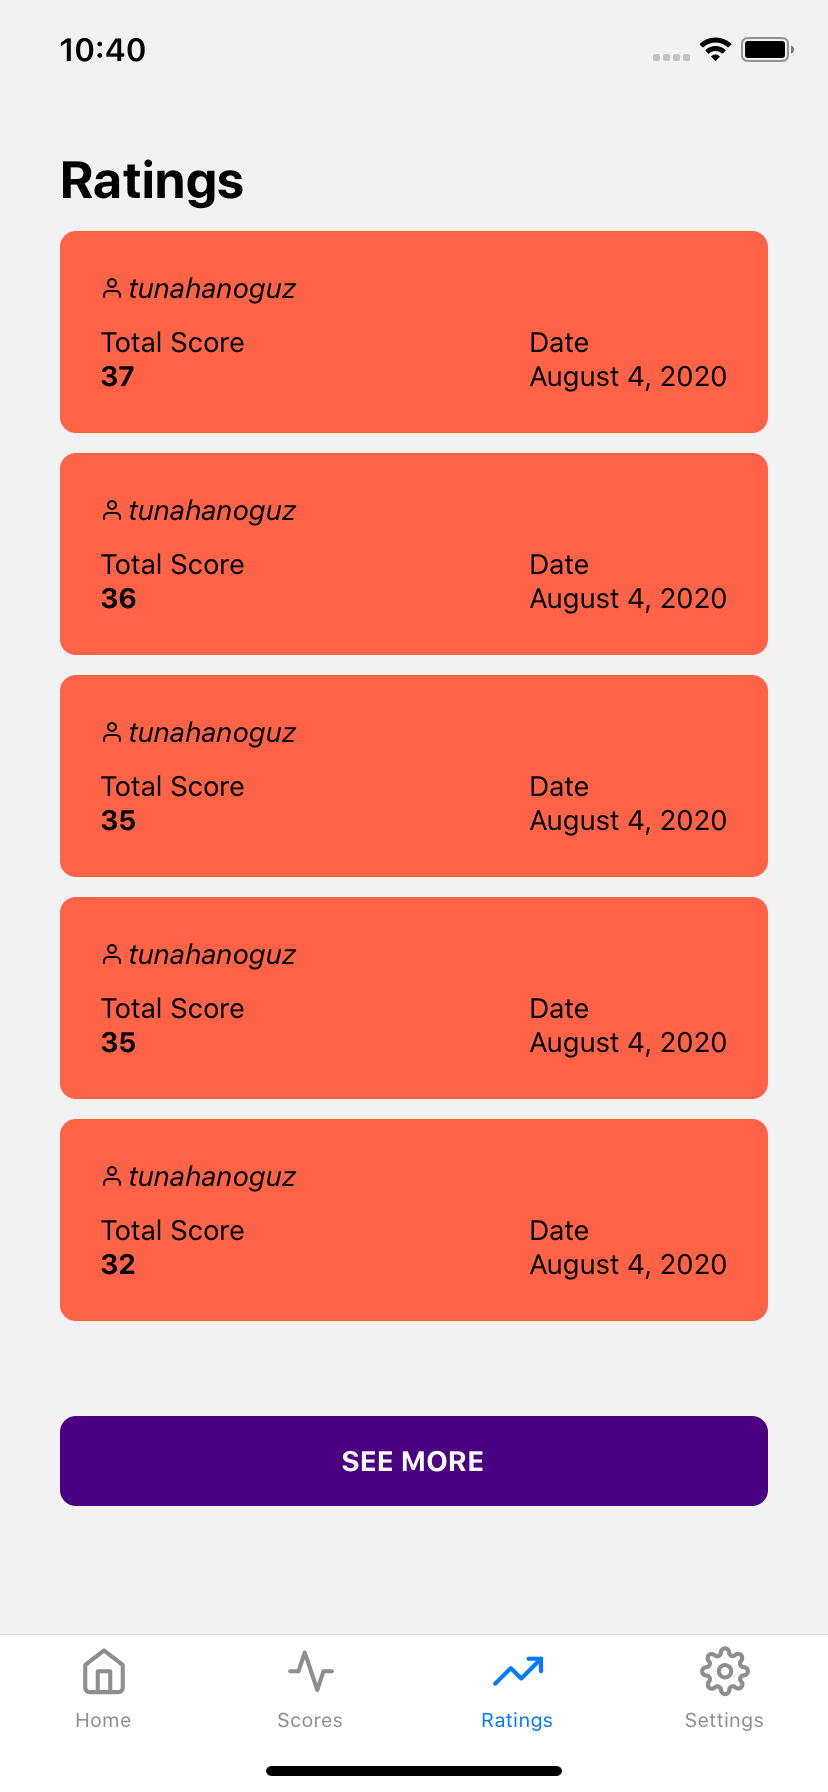 10:40
Ratings
tunahanoguz
Total Score Date
37 August 4, 2020
tunahanoguz
Total Score Date
36 August 4, 2020
tunahanoguz
Total Score Date
35 August 4, 2020
tunahanoguz
Total Score Date
35 August 4, 2020
tunahanoguz
Total Score Date
32 August 4, 2020
SEE MORE
Home Scores Ratings Settings